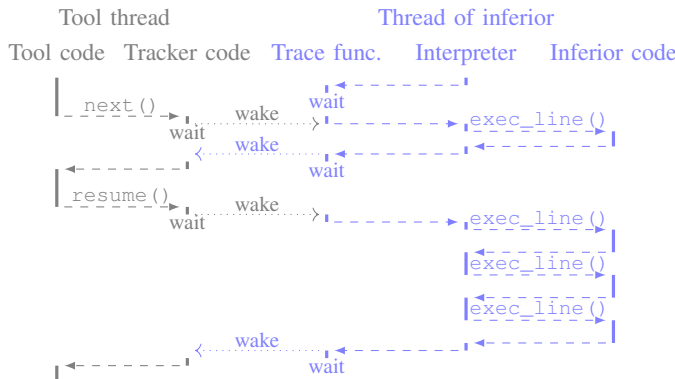 Tool thread Thread of inferior
Tool code Tracker code Trace func. Interpreter Inferior code
wait
next() wake exec_line()
wait
wake
wait
resume() wake exec_line()
wait
exec_line()
exec_line()
wake
wait